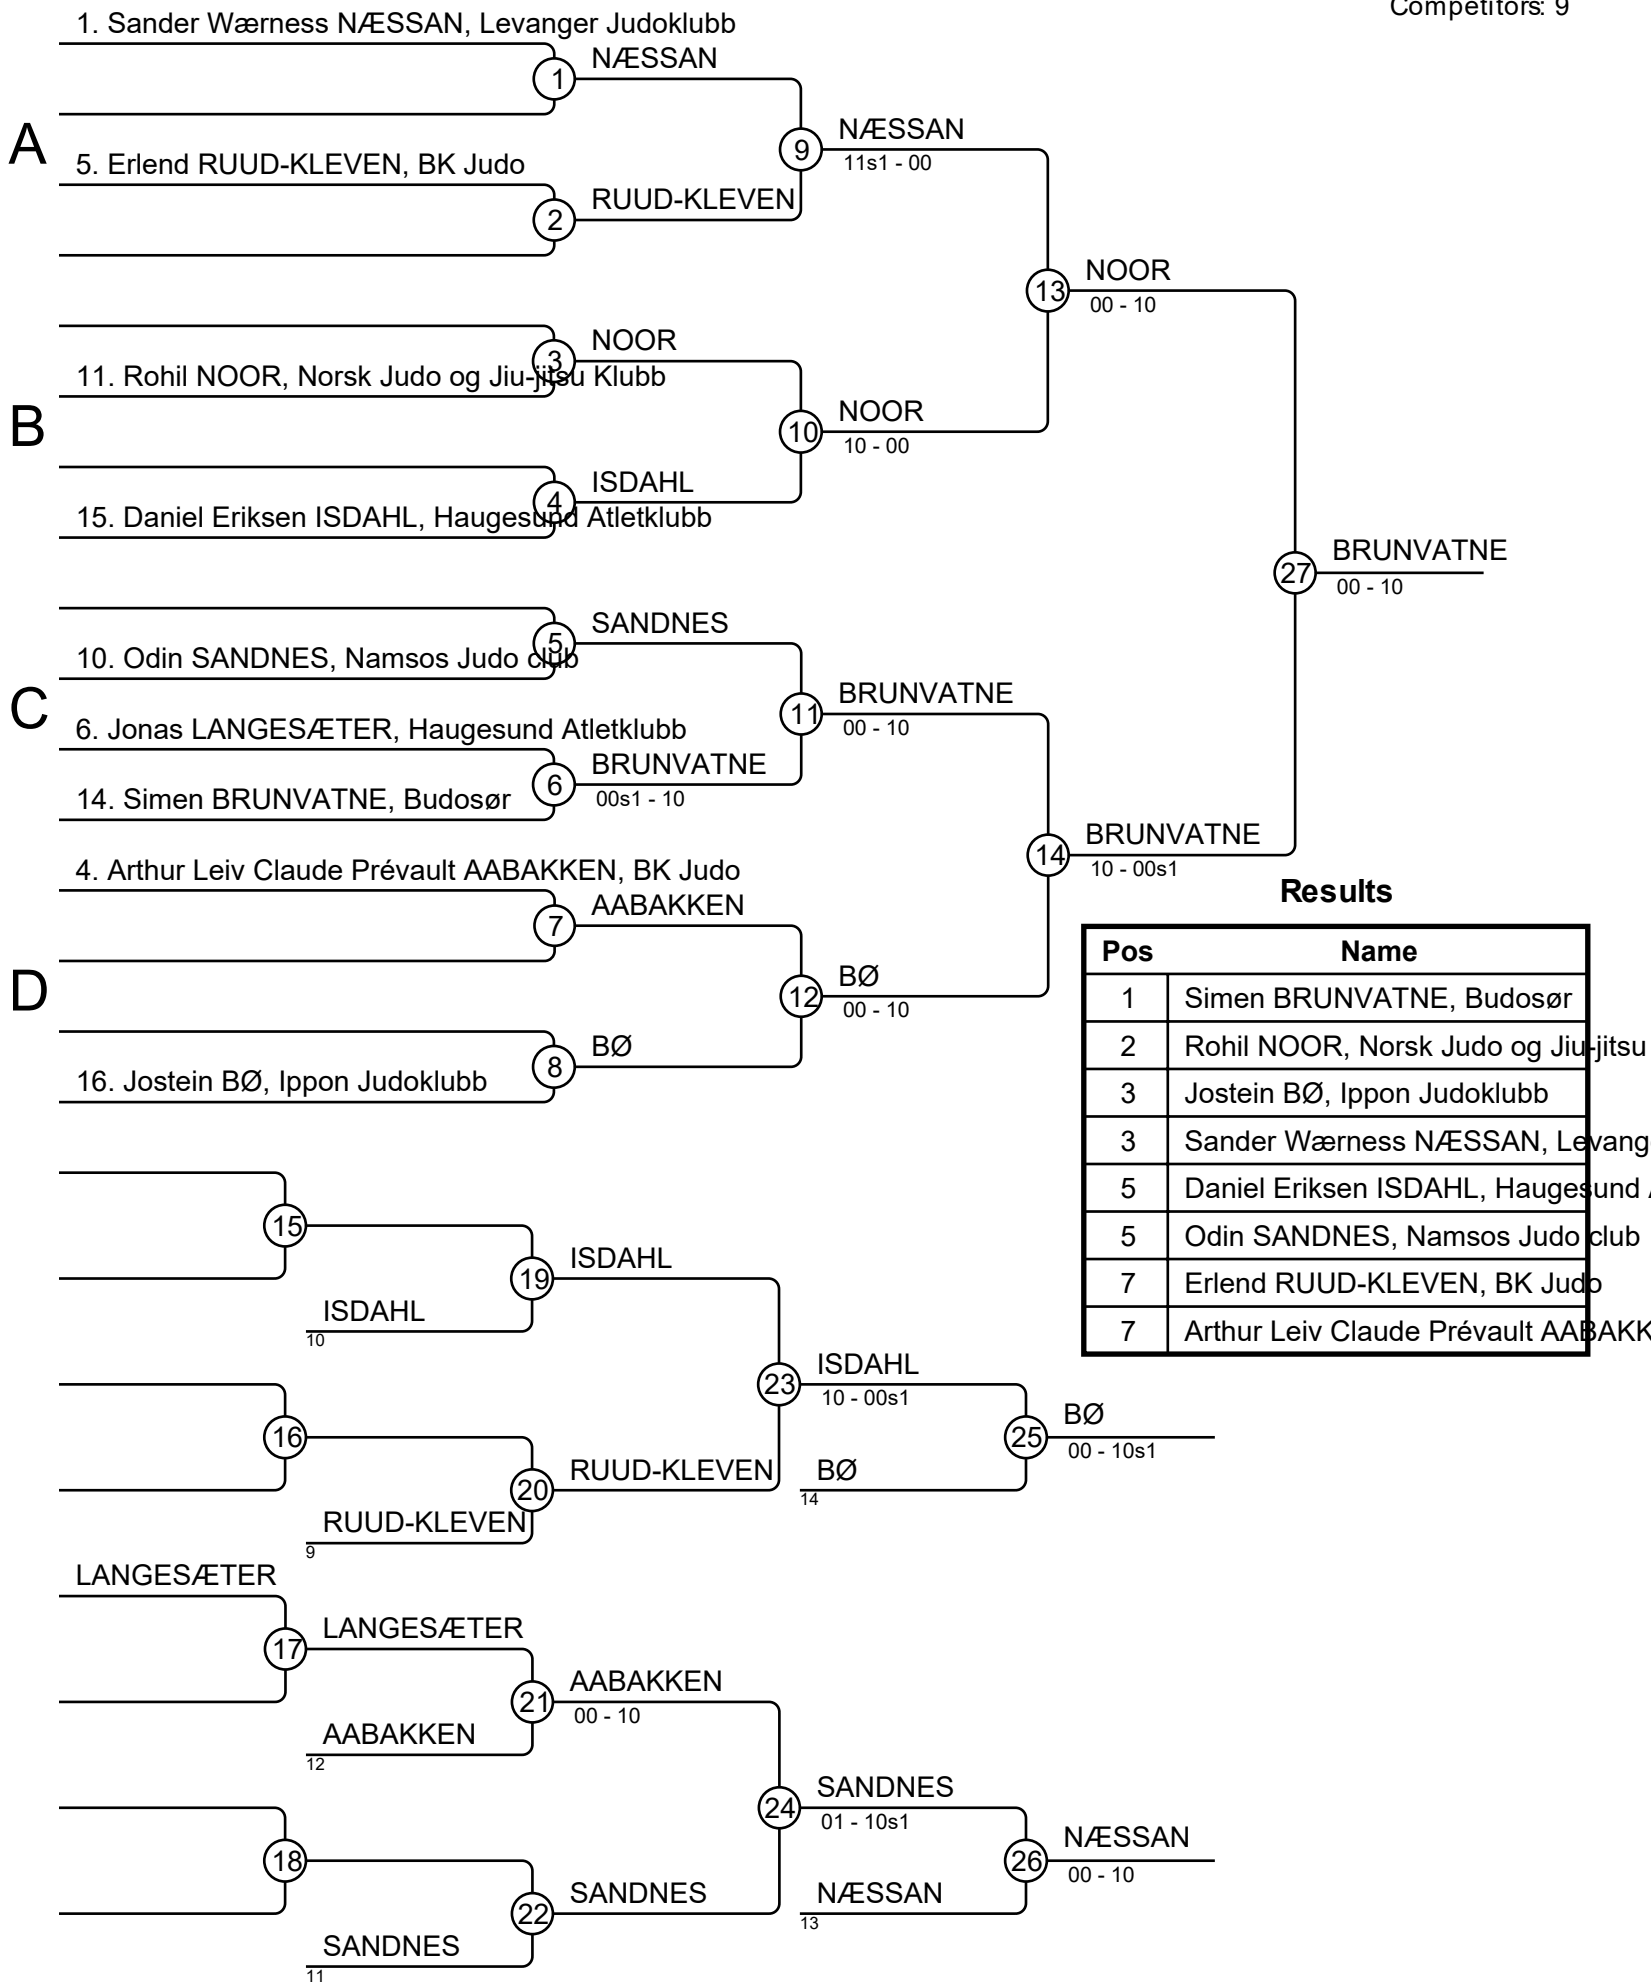 Competitors: 9
1. Sander Wærness NÆSSAN, Levanger Judoklubb
NÆSSAN
1
A
NÆSSAN
9
11s1 - 00
5. Erlend RUUD-KLEVEN, BK Judo
RUUD-KLEVEN
2
NOOR
13
00 - 10
NOOR
3
11. Rohil NOOR, Norsk Judo og Jiu-jitsu Klubb
B
NOOR
10
10 - 00
ISDAHL
4
15. Daniel Eriksen ISDAHL, Haugesund Atletklubb
BRUNVATNE
27
00 - 10
SANDNES
5
10. Odin SANDNES, Namsos Judo club
C
BRUNVATNE
11
00 - 10
6. Jonas LANGESÆTER, Haugesund Atletklubb
BRUNVATNE
6
00s1 - 10
14. Simen BRUNVATNE, Budosør
BRUNVATNE
14
10 - 00s1
4. Arthur Leiv Claude Prévault AABAKKEN, BK Judo
AABAKKEN
7
D
BØ
12
00 - 10
BØ
8
16. Jostein BØ, Ippon Judoklubb
Results
Pos Name
1 Simen BRUNVATNE, Budosør
2 Rohil NOOR, Norsk Judo og Jiu-jitsu
3 Jostein BØ, Ippon Judoklubb
3 Sander Wærness NÆSSAN, Levang
5 Daniel Eriksen ISDAHL, Haugesund
5 Odin SANDNES, Namsos Judo club
7 Erlend RUUD-KLEVEN, BK Judo
7 Arthur Leiv Claude Prévault AABAKK
15
ISDAHL
19
ISDAHL
10
ISDAHL
23
10 - 00s1
16
BØ
25
00 - 10s1
RUUD-KLEVEN
20
BØ
14
RUUD-KLEVEN
9
LANGESÆTER
17
LANGESÆTER
AABAKKEN
21
00 - 10
AABAKKEN
12
SANDNES
24
01 - 10s1
18
NÆSSAN
26
00 - 10
SANDNES
22
NÆSSAN
13
SANDNES
11